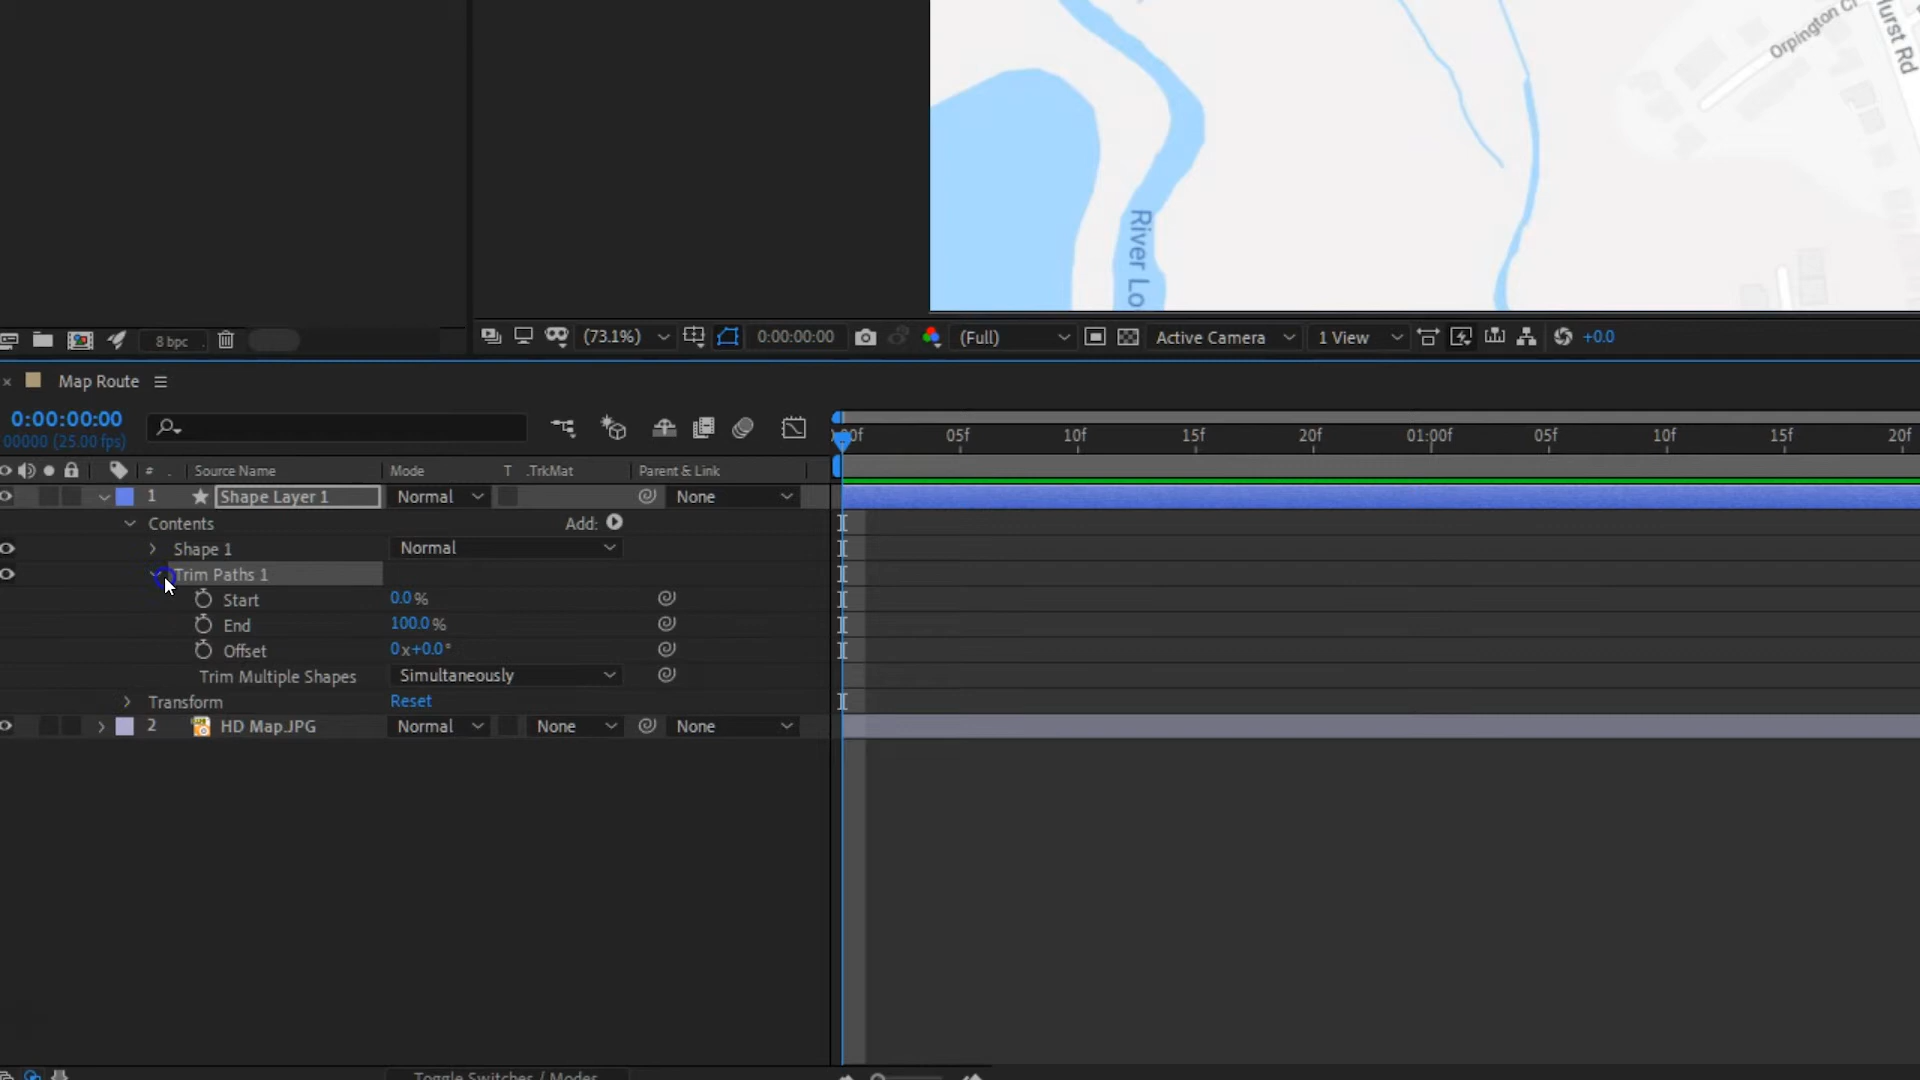 Orpington Cl
Hurst Rd
River Lo
8 bpc
(73.1%)
0:00:00:00
(Full)
Active Camera
1 View
+0.0
× Map Route
0:00:00:00
00000 (25.00 fps)
05f 10f 15f 20f 01:00f 05f 10f 15f 20f
# . Source Name Mode T .TrkMat Parent & Link
1 Shape Layer 1 Normal None
Contents Add:
Shape 1 Normal
Trim Paths 1
Start 0.0 %
End 100.0 %
Offset 0 x +0.0 °
Trim Multiple Shapes Simultaneously
Transform Reset
2 HD Map.JPG Normal None None
Toggle Switches / Modes